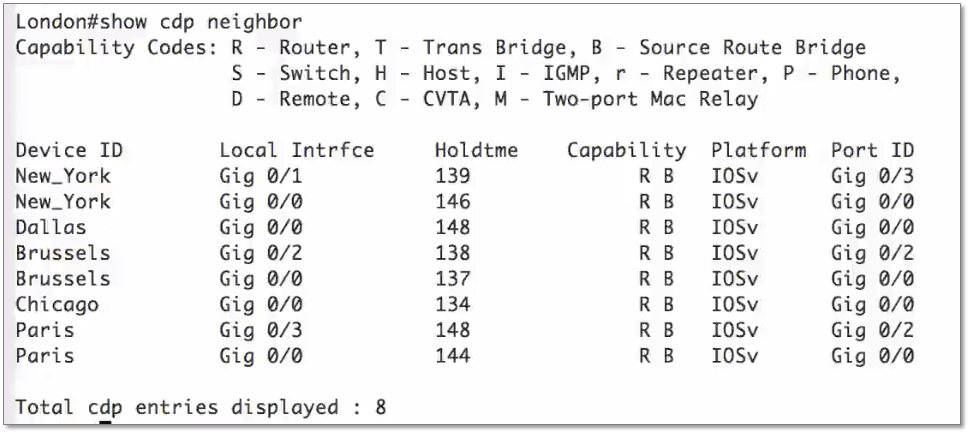 London#show cdp neighbor
Capability Codes: R - Router, T - Trans Bridge, B - Source Route Bridge
S - Switch, H - Host, I - IGMP, r - Repeater, P - Phone,
D - Remote, C - CVTA, M - Two-port Mac Relay
Device ID Local Intrfce Holdtme Capability Platform Port ID
New_York Gig 0/1 139 R B IOSv Gig 0/3
New_York Gig 0/0 146 R B IOSv Gig 0/0
Dallas Gig 0/0 148 R B IOSv Gig 0/0
Brussels Gig 0/2 138 R B IOSv Gig 0/2
Brussels Gig 0/0 137 R B IOSv Gig 0/0
Chicago Gig 0/0 134 R B IOSv Gig 0/0
Paris Gig 0/3 148 R B IOSv Gig 0/2
Paris Gig 0/0 144 R B IOSv Gig 0/0
Total cdp entries displayed : 8